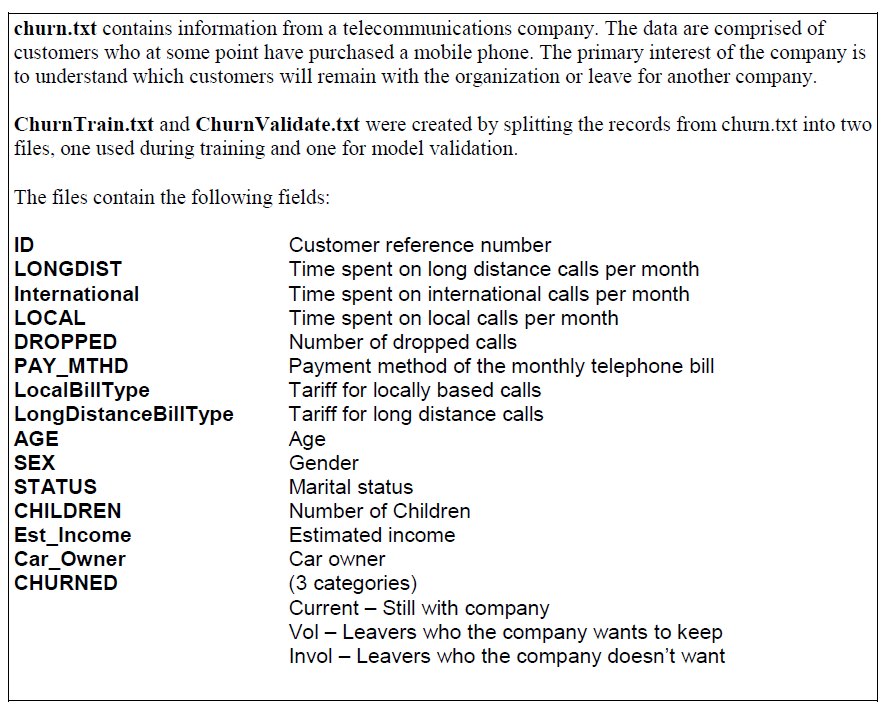 churn.txt contains information from a telecommunications company. The data are comprised of
customers who at some point have purchased a mobile phone. The primary interest of the company is
to understand which customers will remain with the organization or leave for another company.
ChurnTrain.txt and ChurnValidate.txt were created by splitting the records from churn.txt into two
files, one used during training and one for model validation.
The files contain the following fields:
ID Customer reference number
LONGDIST Time spent on long distance calls per month
International Time spent on international calls per month
LOCAL Time spent on local calls per month
DROPPED Number of dropped calls
PAY_MTHD Payment method of the monthly telephone bill
LocalBillType Tariff for locally based calls
LongDistanceBillType Tariff for long distance calls
AGE Age
SEX Gender
STATUS Marital status
CHILDREN Number of Children
Est_Income Estimated income
Car_Owner Car owner
CHURNED (3 categories)
Current – Still with company
Vol – Leavers who the company wants to keep
Invol – Leavers who the company doesn't want